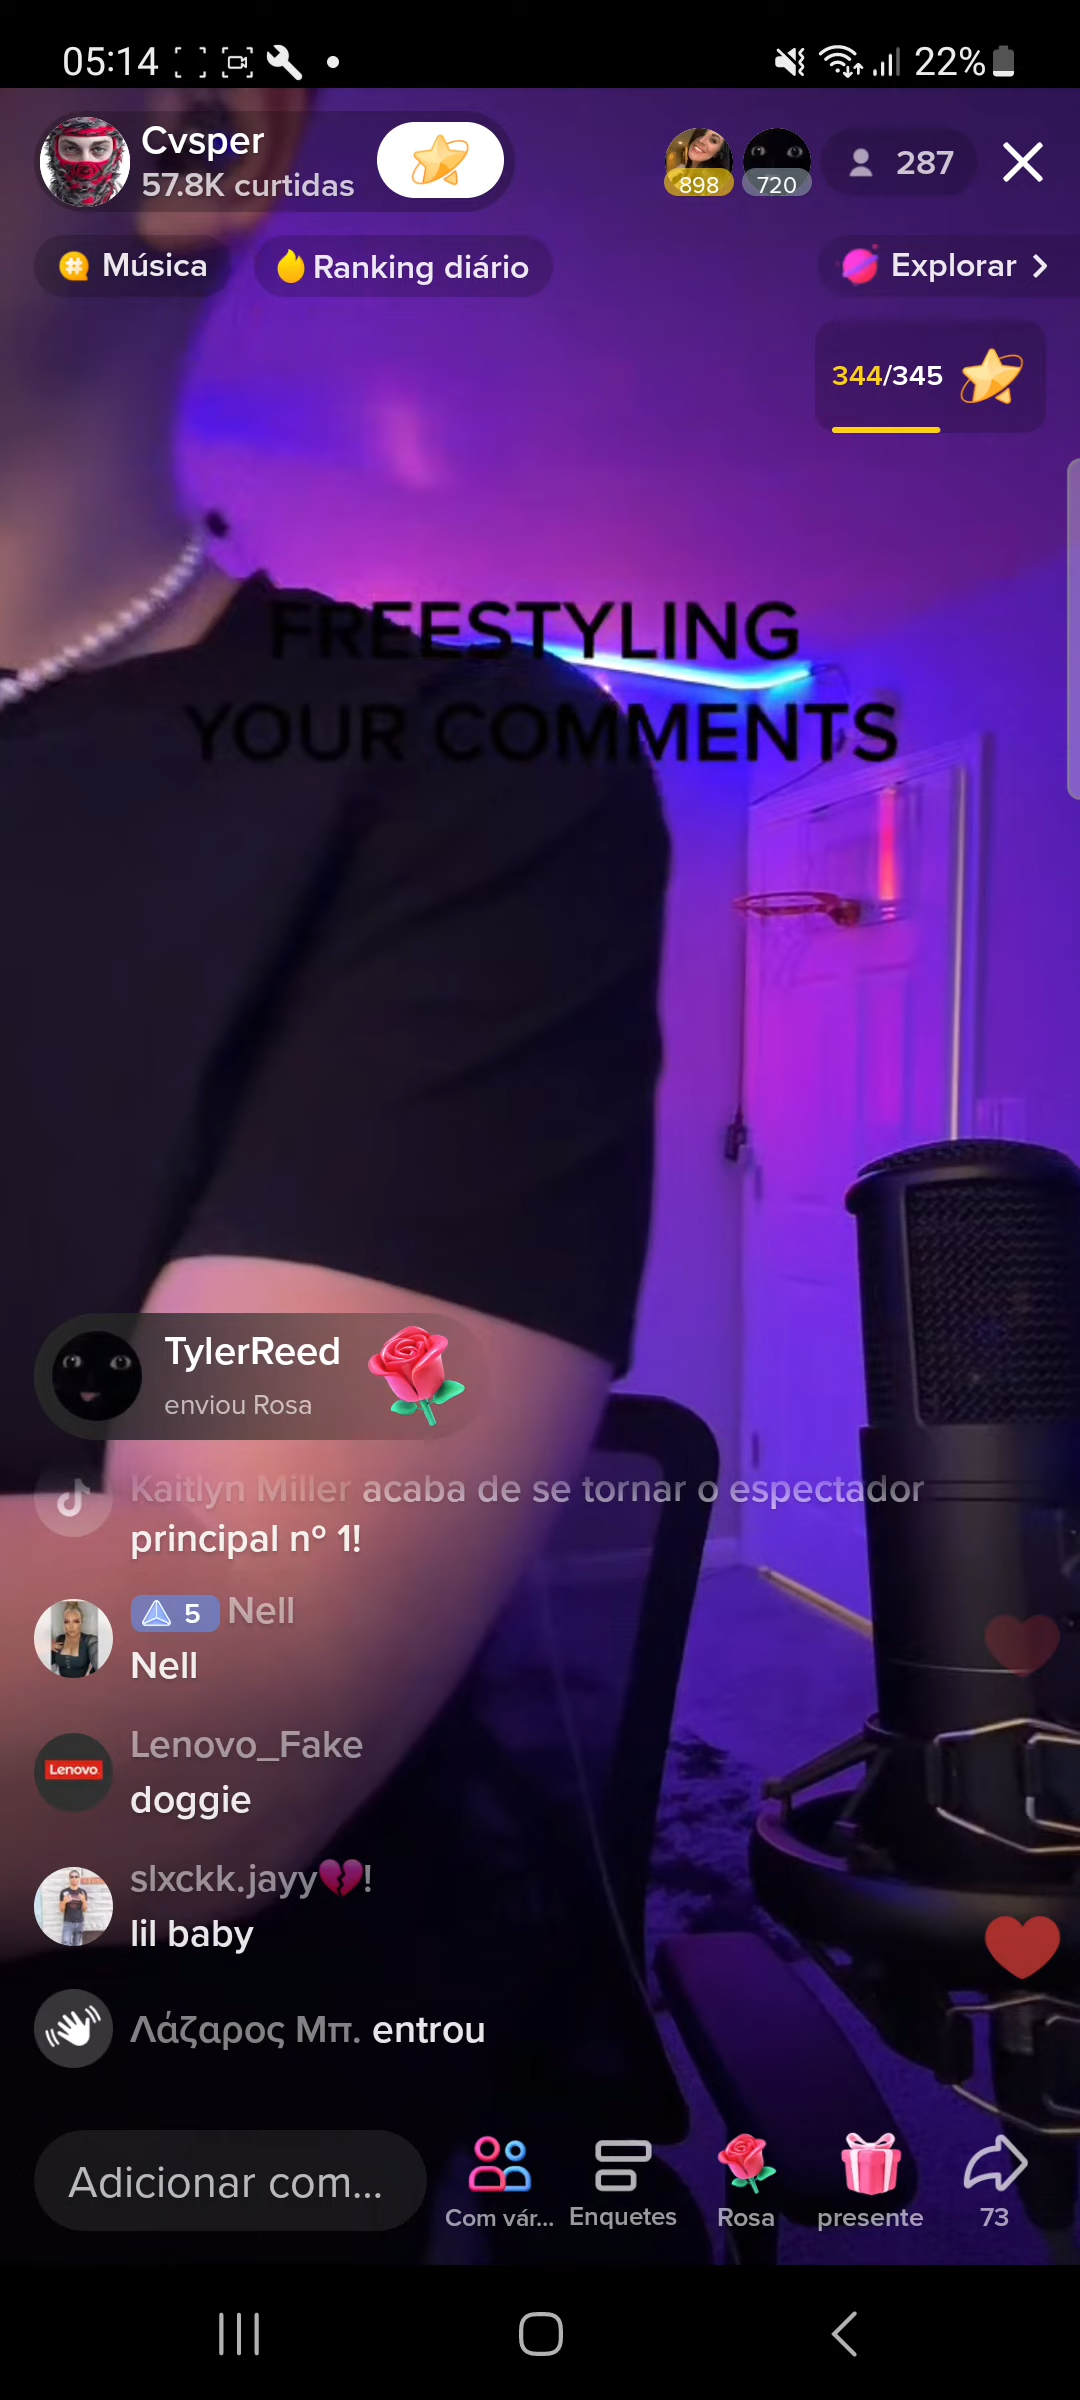 05:14
22%
Cvsper
57.8K curtidas
898
720
287
Música
Ranking diário
Explorar
344/345
FREESTYLING
YOUR COMMENTS
TylerReed
enviou Rosa
Kaitlyn Miller acaba de se tornar o espectador
principal nº 1!
5 Nell
Nell
Lenovo
Lenovo_Fake
doggie
slxckk.jayy💔!
lil baby
Λάζαρος Μπ. entrou
Adicionar com...
Com vár...
Enquetes
Rosa
presente
73